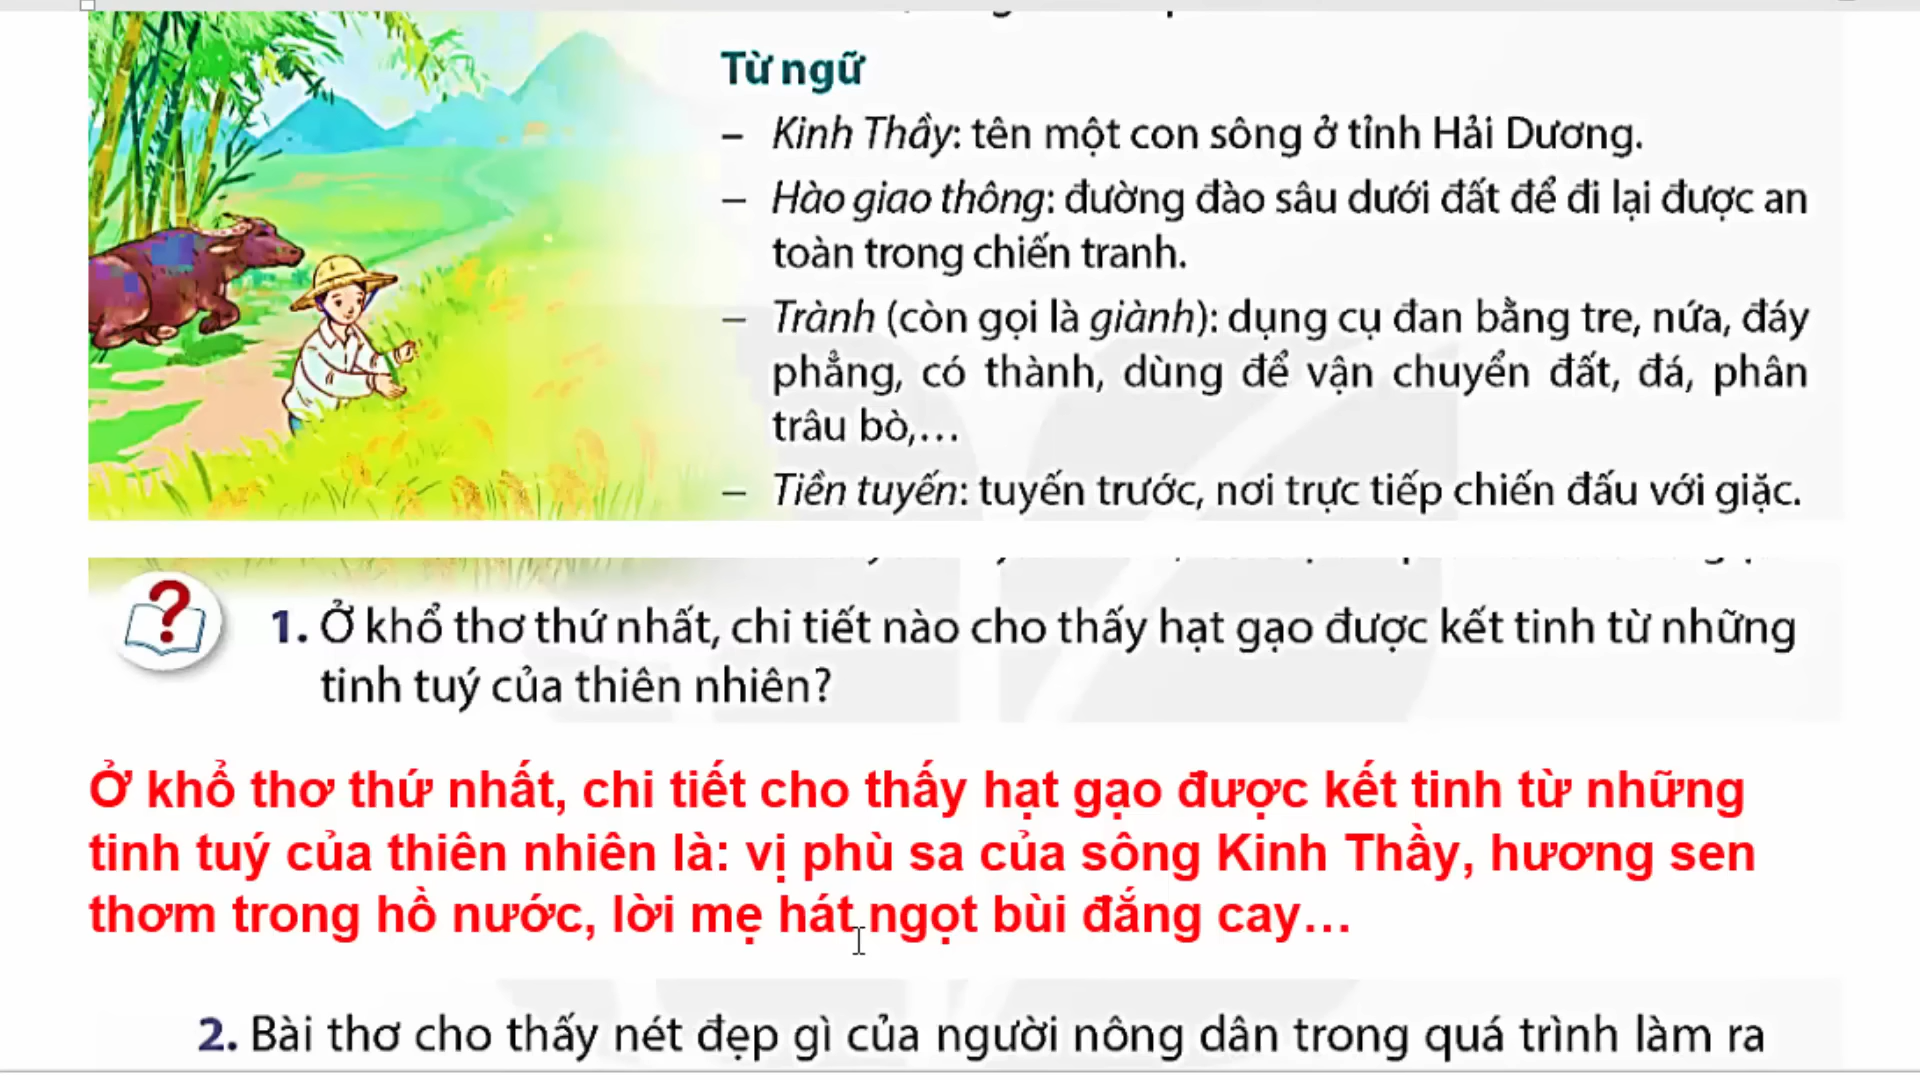 Từ ngữ
– Kinh Thầy: tên một con sông ở tỉnh Hải Dương.
– Hào giao thông: đường đào sâu dưới đất để đi lại được an
toàn trong chiến tranh.
– Trành (còn gọi là giành): dụng cụ đan bằng tre, nứa, đáy
phẳng, có thành, dùng để vận chuyển đất, đá, phân
trâu bò,...
– Tiền tuyến: tuyến trước, nơi trực tiếp chiến đấu với giặc.
?
1. Ở khổ thơ thứ nhất, chi tiết nào cho thấy hạt gạo được kết tinh từ những
tinh tuý của thiên nhiên?
Ở khổ thơ thứ nhất, chi tiết cho thấy hạt gạo được kết tinh từ những
tinh tuý của thiên nhiên là: vị phù sa của sông Kinh Thầy, hương sen
thơm trong hồ nước, lời mẹ hát ngọt bùi đắng cay...
2. Bài thơ cho thấy nét đẹp gì của người nông dân trong quá trình làm ra